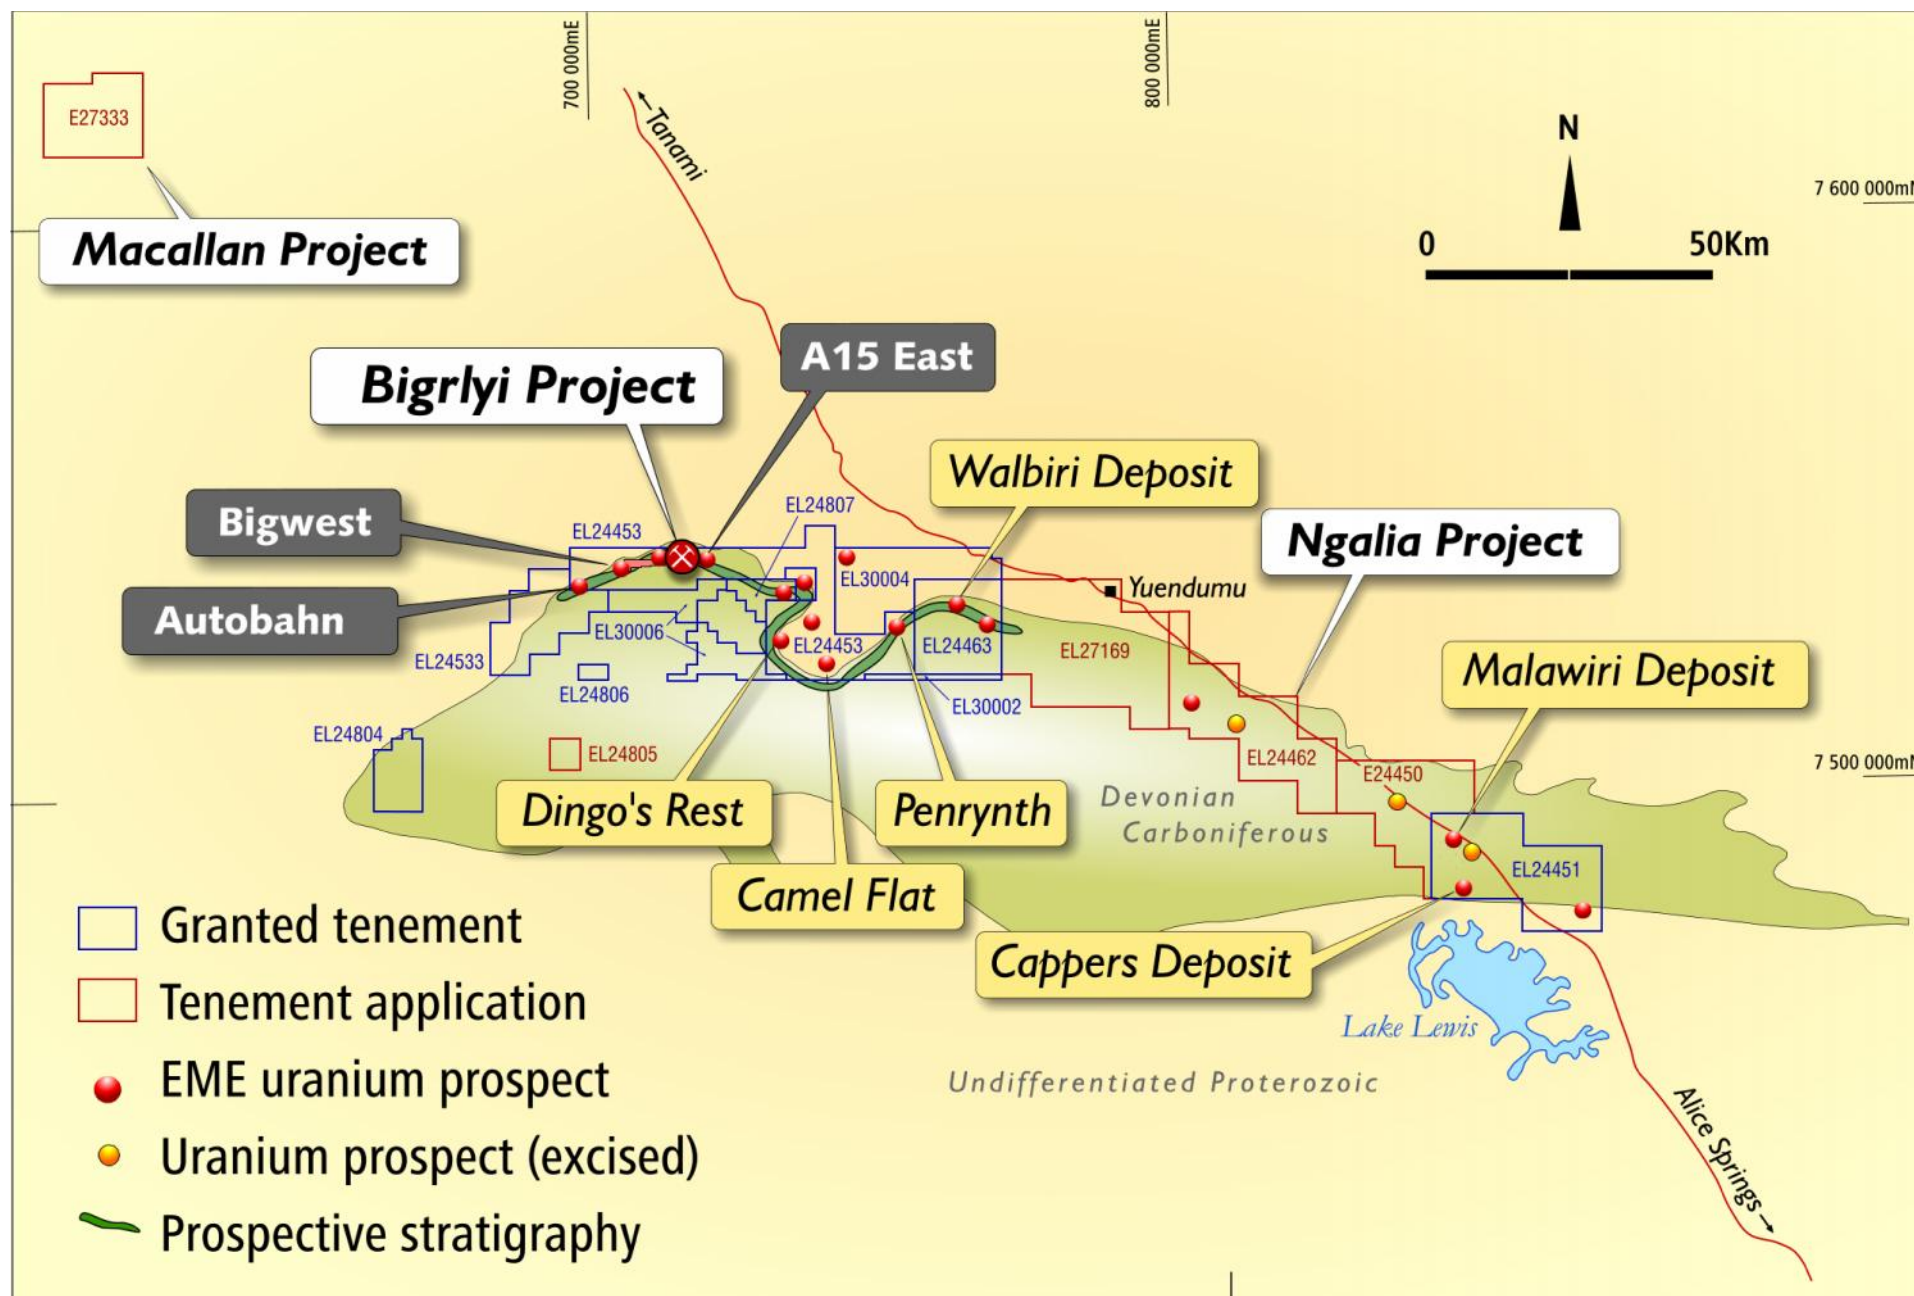 700 000mE
800 000mE
E27333
Tanami
N
7 600 000mN
0 50Km
Macallan Project
A15 East
Bigrlyi Project
Walbiri Deposit
EL24807
Bigwest
EL24453
Ngalia Project
EL30004
Yuendumu
Autobahn
EL30006
EL24453
EL24463
EL27169
EL24533
Malawiri Deposit
EL24806
EL30002
EL24804
EL24805
EL24462
7 500 000mN
E24450
Dingo's Rest
Penrynth
Devonian
Carboniferous
EL24451
Camel Flat
Granted tenement
Cappers Deposit
Tenement application
Lake Lewis
EME uranium prospect
Undifferentiated Proterozoic
Alice Springs
Uranium prospect (excised)
Prospective stratigraphy